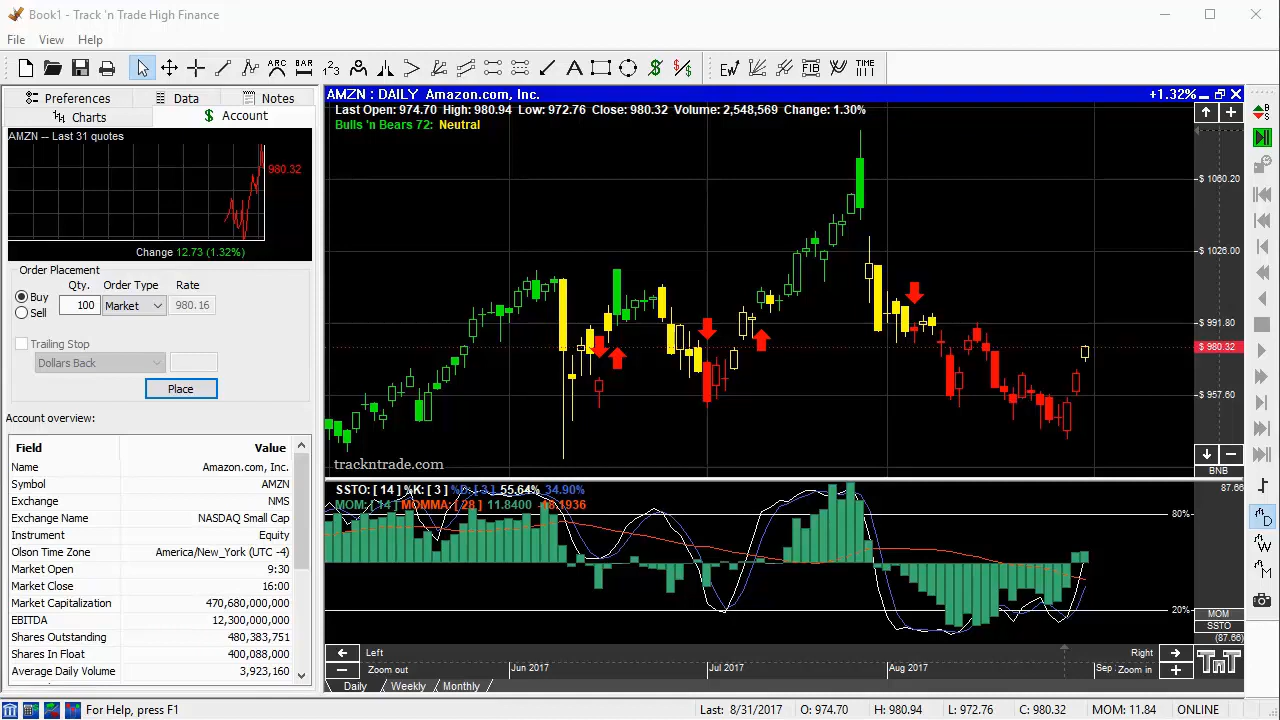 Book1 - Track 'n Trade High Finance
File View Help
ARC BAR FIB TIME
Preferences Data Notes
Charts $ Account
AMZN -- Last 31 quotes
980.32
Change 12.73 (1.32%)
Order Placement
Qty. Order Type Rate
Buy 100 Market 980.16
Sell
Trailing Stop
Dollars Back
Place
Account overview:
Field Value
Name Amazon.com, Inc.
Symbol AMZN
Exchange NMS
Exchange Name NASDAQ Small Cap
Instrument Equity
Olson Time Zone America/New_York (UTC -4)
Market Open 9:30
Market Close 16:00
Market Capitalization 470,680,000,000
EBITDA 12,300,000,000
Shares Outstanding 480,383,751
Shares In Float 400,088,000
Average Daily Volume 3,923,160
AMZN : DAILY Amazon.com, Inc. +1.32%
Last Open: 974.70 High: 980.94 Low: 972.76 Close: 980.32 Volume: 2,548,569 Change: 1.30%
Bulls 'n Bears 72: Neutral
$ 1060.20
$ 1026.00
$ 991.80
$ 980.32
$ 957.60
trackntrade.com
BNB
SSTO: [ 14 ] %K: [ 3 ] %D: [ 3 ] 55.64% 34.90%
MOM: [ 14 ] MOMMA: [ 28 ] 11.8400
87.66
80%
20%
MOM
SSTO
(87.66)
Left Right
Zoom out Jun 2017 Jul 2017 Aug 2017 Sep Zoom in
TNT
Daily Weekly Monthly
For Help, press F1 Last: 8/31/2017 O: 974.70 H: 980.94 L: 972.76 C: 980.32 MOM: 11.84 ONLINE